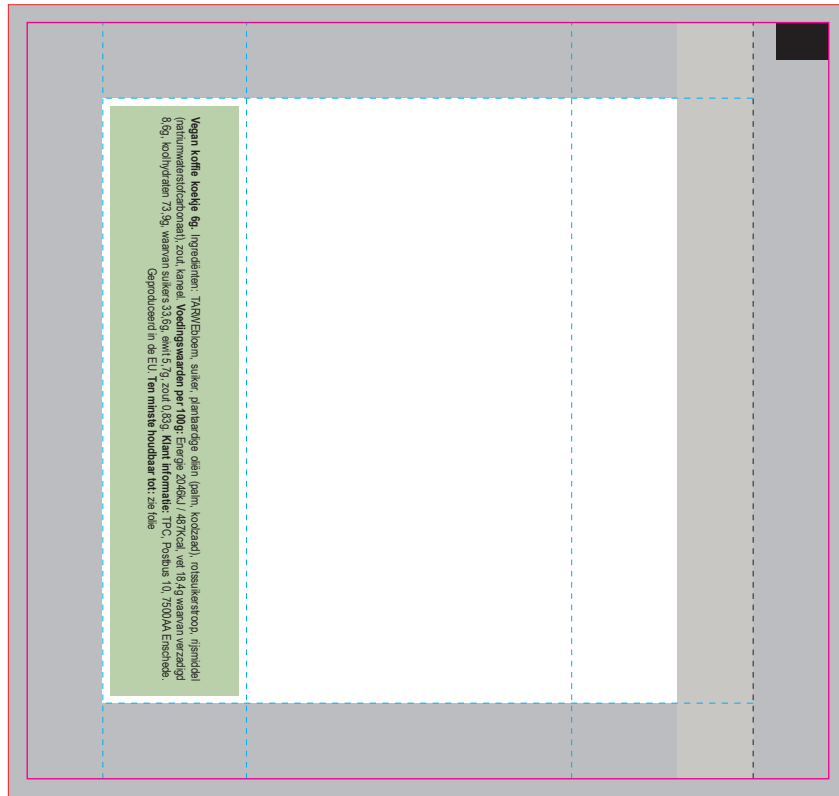 Vegan koffie koekje 6g. Ingrediënten: TARWEbloem, suiker, plantaardige oliën (palm, koolzaad), rotssuikerstroop, rijsmiddel
(natriumwaterstofcarbonaat), zout, kaneel. Voedingswaarden per 100g: Energie 2046kJ / 487Kcal, vet 18,4g waarvan verzadigd
8,6g, koolhydraten 73,9g, waarvan suikers 33,6g, eiwit 5,7g, zout 0,83g. Klant informatie: TPC, Postbus 10, 7500AA Enschede.
Geproduceerd in de EU. Ten minste houdbaar tot: zie folie